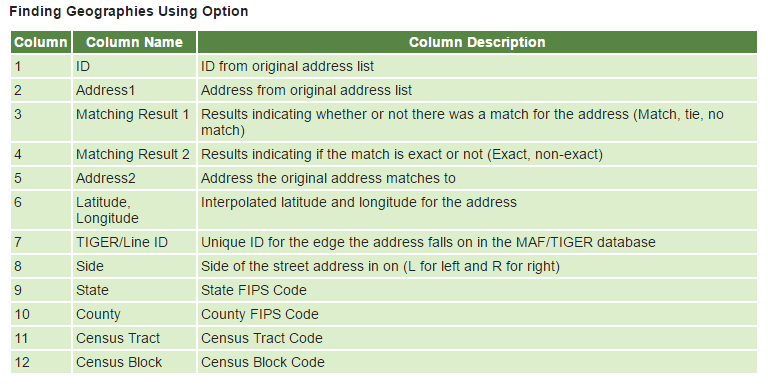 Finding Geographies Using Option
Column Column Name Column Description
1 ID ID from original address list
2 Address1 Address from original address list
3 Matching Result 1 Results indicating whether or not there was a match for the address (Match, tie, no
match)
4 Matching Result 2 Results indicating if the match is exact or not (Exact, non-exact)
5 Address2 Address the original address matches to
6 Latitude, Interpolated latitude and longitude for the address
Longitude
7 TIGER/Line ID Unique ID for the edge the address falls on in the MAF/TIGER database
8 Side Side of the street address in on (L for left and R for right)
9 State State FIPS Code
10 County County FIPS Code
11 Census Tract Census Tract Code
12 Census Block Census Block Code